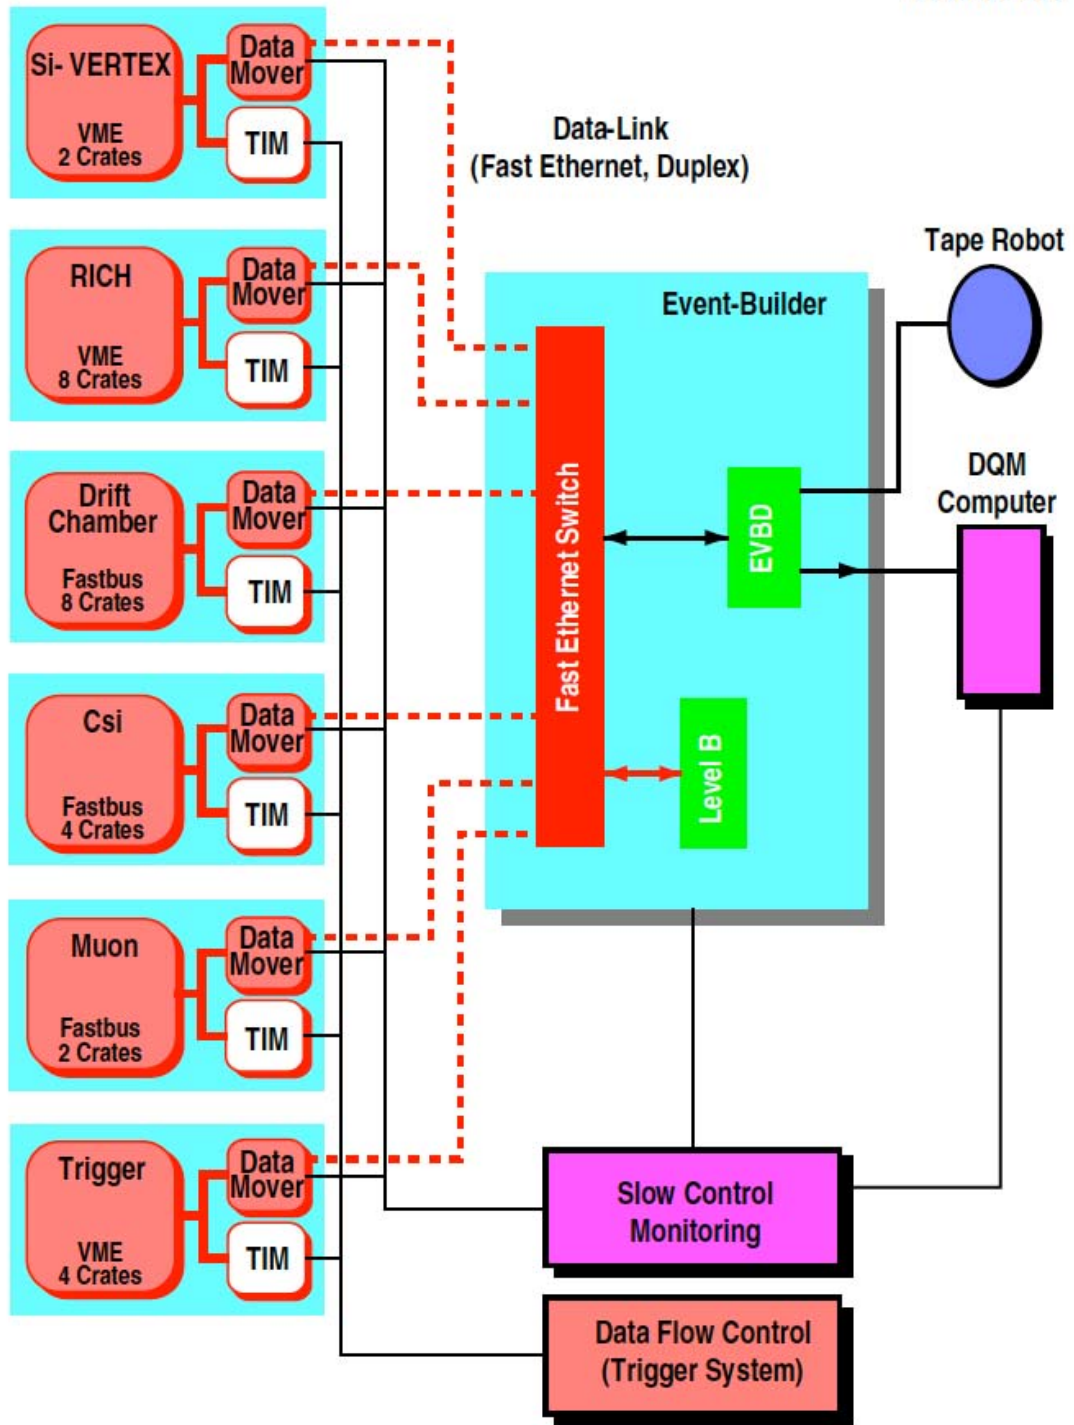 Si- VERTEX
VME
2 Crates
Data
Mover
TIM
Data-Link
(Fast Ethernet, Duplex)
RICH
VME
8 Crates
Data
Mover
TIM
Tape Robot
Event-Builder
Drift
Chamber
Fastbus
8 Crates
Data
Mover
TIM
Fast Ethernet Switch
EVBD
DQM
Computer
Csi
Fastbus
4 Crates
Data
Mover
TIM
Level B
Muon
Fastbus
2 Crates
Data
Mover
TIM
Trigger
VME
4 Crates
Data
Mover
TIM
Slow Control
Monitoring
Data Flow Control
(Trigger System)